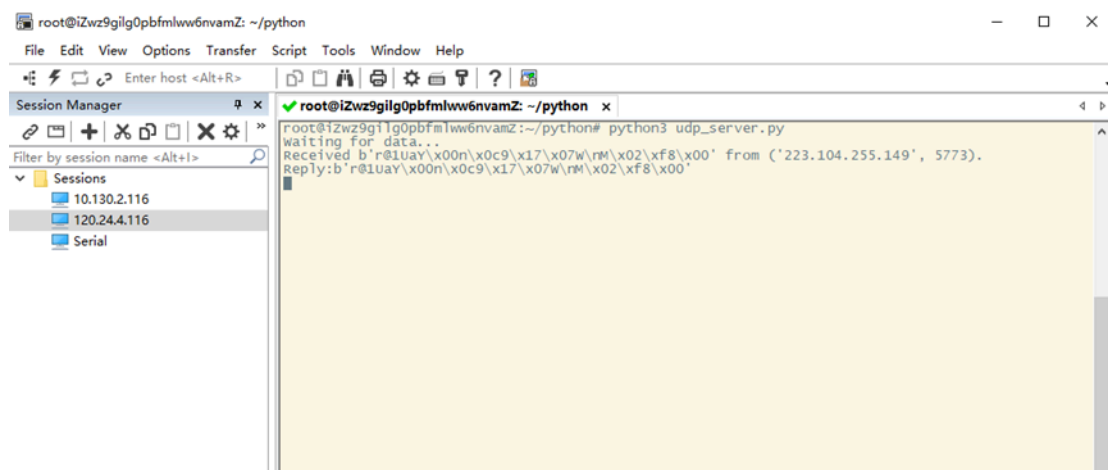 root@iZwz9gilg0pbfmlww6nvamZ: ~/python
File Edit View Options Transfer Script Tools Window Help
Enter host <Alt+R>
Session Manager
root@iZwz9gilg0pbfmlww6nvamZ: ~/python
Filter by session name <Alt+I>
Sessions
10.130.2.116
120.24.4.116
Serial
root@iZwz9gilg0pbfmlww6nvamZ:~/python# python3 udp_server.py
Waiting for data...
Received b'r@1UaY\x00n\x0c9\x17\x07W\nM\x02\xf8\x00' from ('223.104.255.149', 5773).
Reply:b'r@1UaY\x00n\x0c9\x17\x07W\nM\x02\xf8\x00'